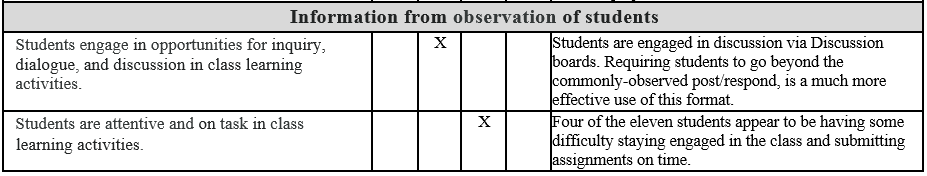 Information from observation of students
Students engage in opportunities for inquiry,
dialogue, and discussion in class learning
activities.
X
Students are engaged in discussion via Discussion
boards. Requiring students to go beyond the
commonly-observed post/respond, is a much more
effective use of this format.
Students are attentive and on task in class
learning activities.
X
Four of the eleven students appear to be having some
difficulty staying engaged in the class and submitting
assignments on time.